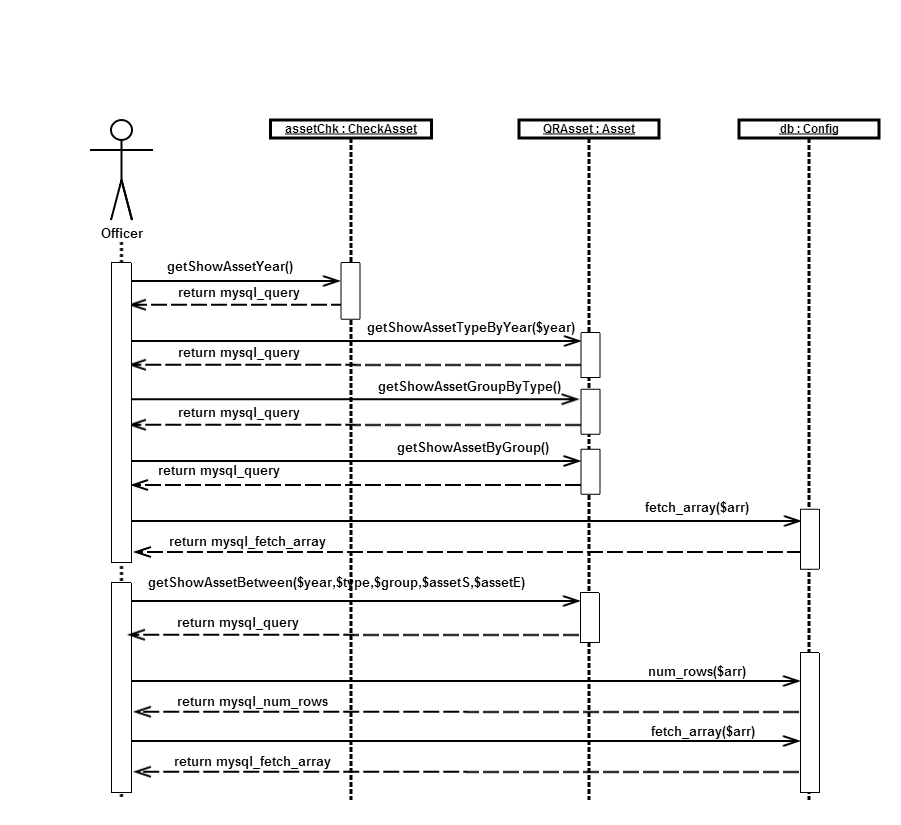 assetChk : CheckAsset
QRAsset : Asset
db : Config
Officer
getShowAssetYear()
return mysql_query
getShowAssetTypeByYear($year)
return mysql_query
getShowAssetGroupByType()
return mysql_query
getShowAssetByGroup()
return mysql_query
fetch_array($arr)
return mysql_fetch_array
getShowAssetBetween($year,$type,$group,$assetS,$assetE)
return mysql_query
num_rows($arr)
return mysql_num_rows
fetch_array($arr)
return mysql_fetch_array